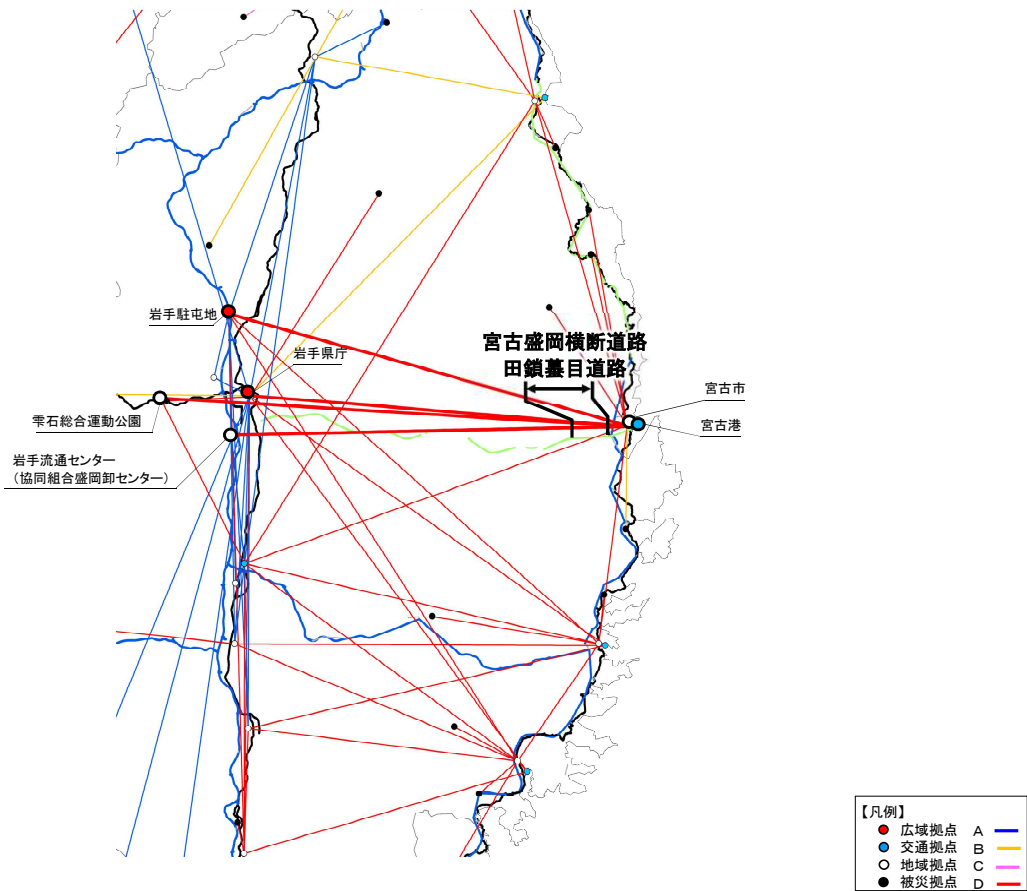 岩手駐屯地
岩手県庁
宮古盛岡横断道路
田鎖蟇目道路
宮古市
宮古港
雫石総合運動公園
岩手流通センター
（協同組合盛岡卸センター）
【凡例】
広域拠点 A
交通拠点 B
地域拠点 C
被災拠点 D